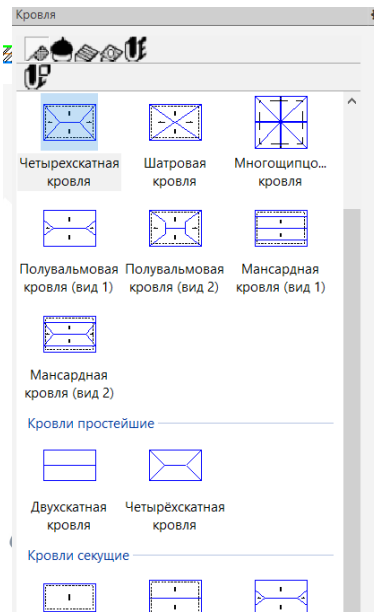 Кровля
Четырехскатная кровля
Шатровая кровля
Многощипцо... кровля
Полувальмовая кровля (вид 1)
Полувальмовая кровля (вид 2)
Мансардная кровля (вид 1)
Мансардная кровля (вид 2)
Кровли простейшие
Двухскатная кровля
Четырёхскатная кровля
Кровли секущие